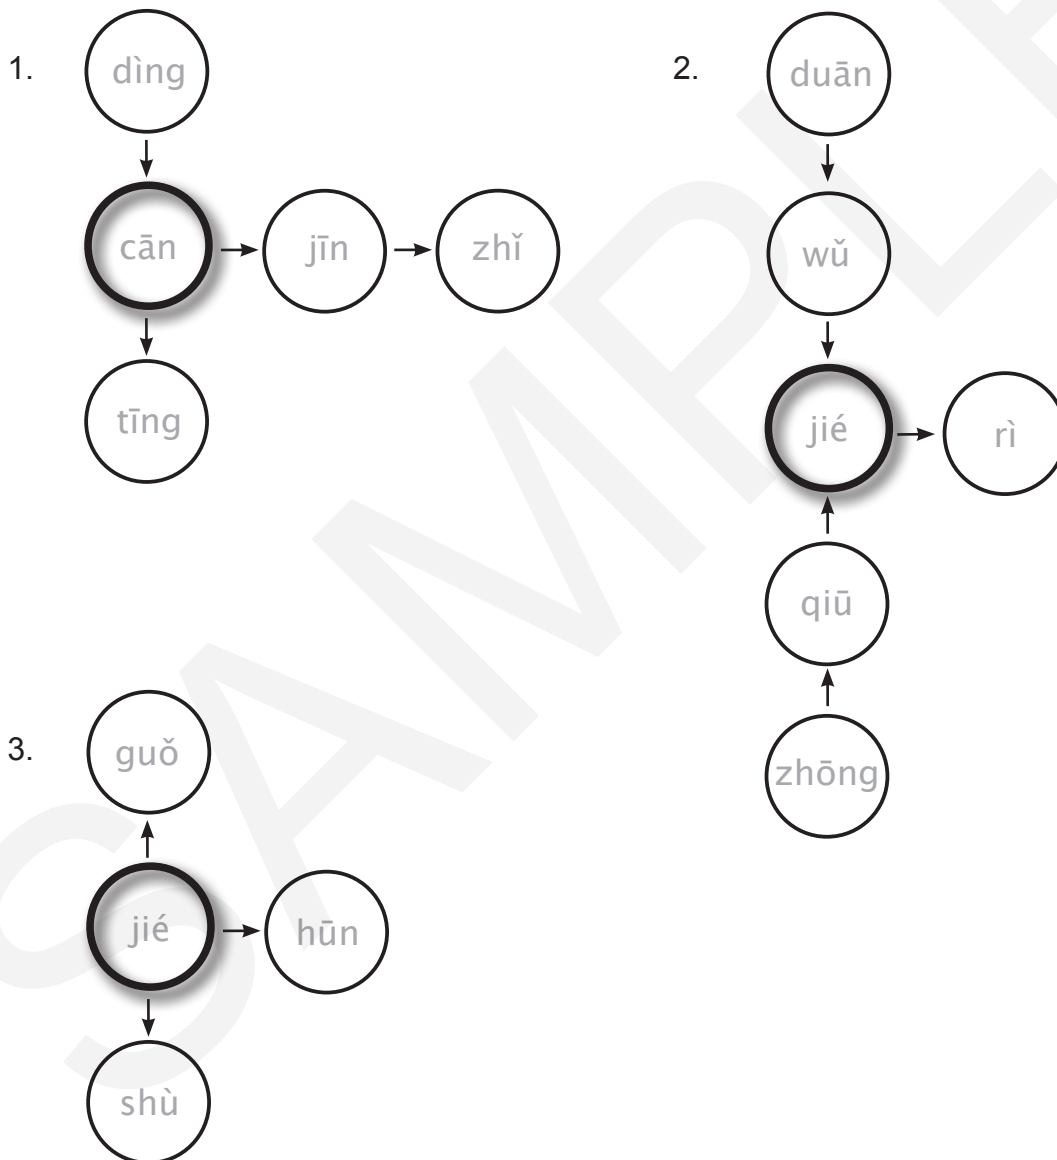 1.
dìng
cān jīn zhǐ
tīng
2.
duān
wǔ
jié rì
qiū
zhōng
3.
guǒ
jié hūn
shù
SAMPLE